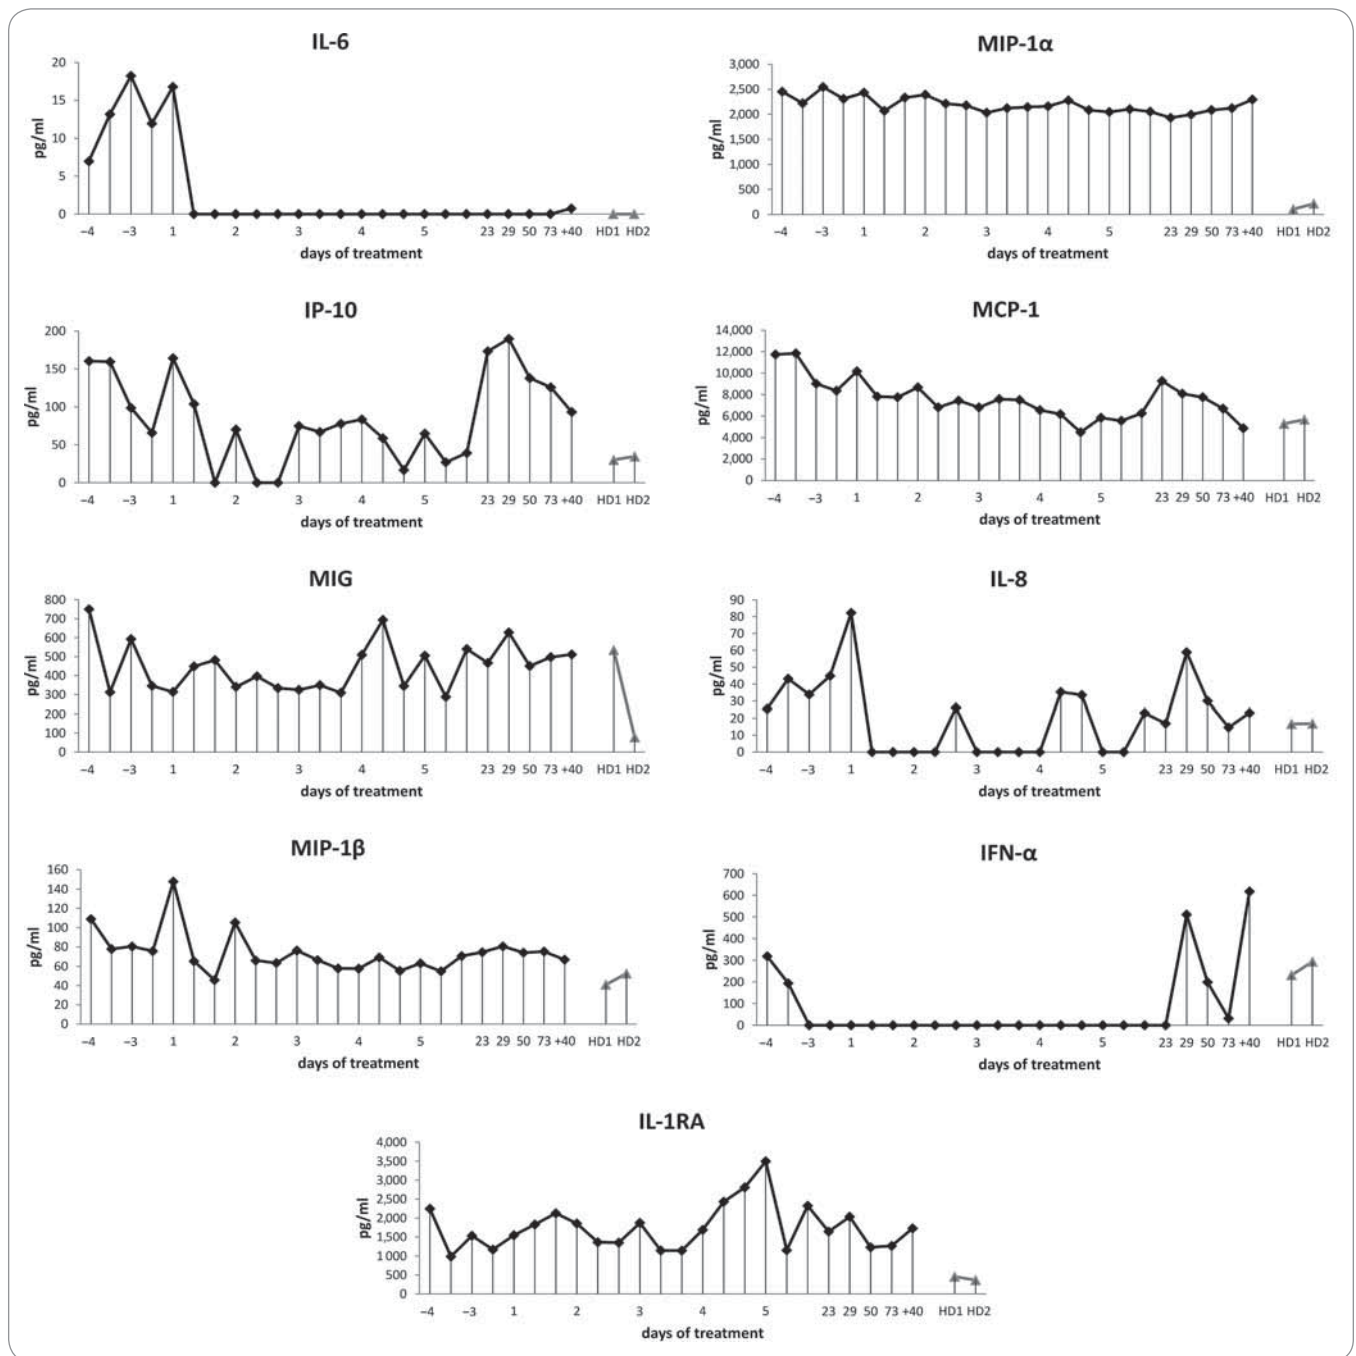 IL-6
20
15
10
5
0
pg/ml
−4 −3 1 2 3 4 5 23 29 50 73 +40 HD1 HD2
days of treatment
MIP-1α
3,000
2,500
2,000
1,500
1,000
500
0
pg/ml
−4 −3 1 2 3 4 5 23 29 50 73 +40 HD1 HD2
days of treatment
IP-10
200
150
100
50
0
pg/ml
−4 −3 1 2 3 4 5 23 29 50 73 +40 HD1 HD2
days of treatment
MCP-1
14,000
12,000
10,000
8,000
6,000
4,000
2,000
0
pg/ml
−4 −3 1 2 3 4 5 23 29 50 73 +40 HD1 HD2
days of treatment
MIG
800
700
600
500
400
300
200
100
0
pg/ml
−4 −3 1 2 3 4 5 23 29 50 73 +40 HD1 HD2
days of treatment
IL-8
90
80
70
60
50
40
30
20
10
0
pg/ml
−4 −3 1 2 3 4 5 23 29 50 73 +40 HD1 HD2
days of treatment
MIP-1β
160
140
120
100
80
60
40
20
0
pg/ml
−4 −3 1 2 3 4 5 23 29 50 73 +40 HD1 HD2
days of treatment
IFN-α
700
600
500
400
300
200
100
0
pg/ml
−4 −3 1 2 3 4 5 23 29 50 73 +40 HD1 HD2
days of treatment
IL-1RA
4,000
3,500
3,000
2,500
2,000
1,500
1 000
500
0
pg/ml
−4 −3 1 2 3 4 5 23 29 50 73 +40 HD1 HD2
days of treatment